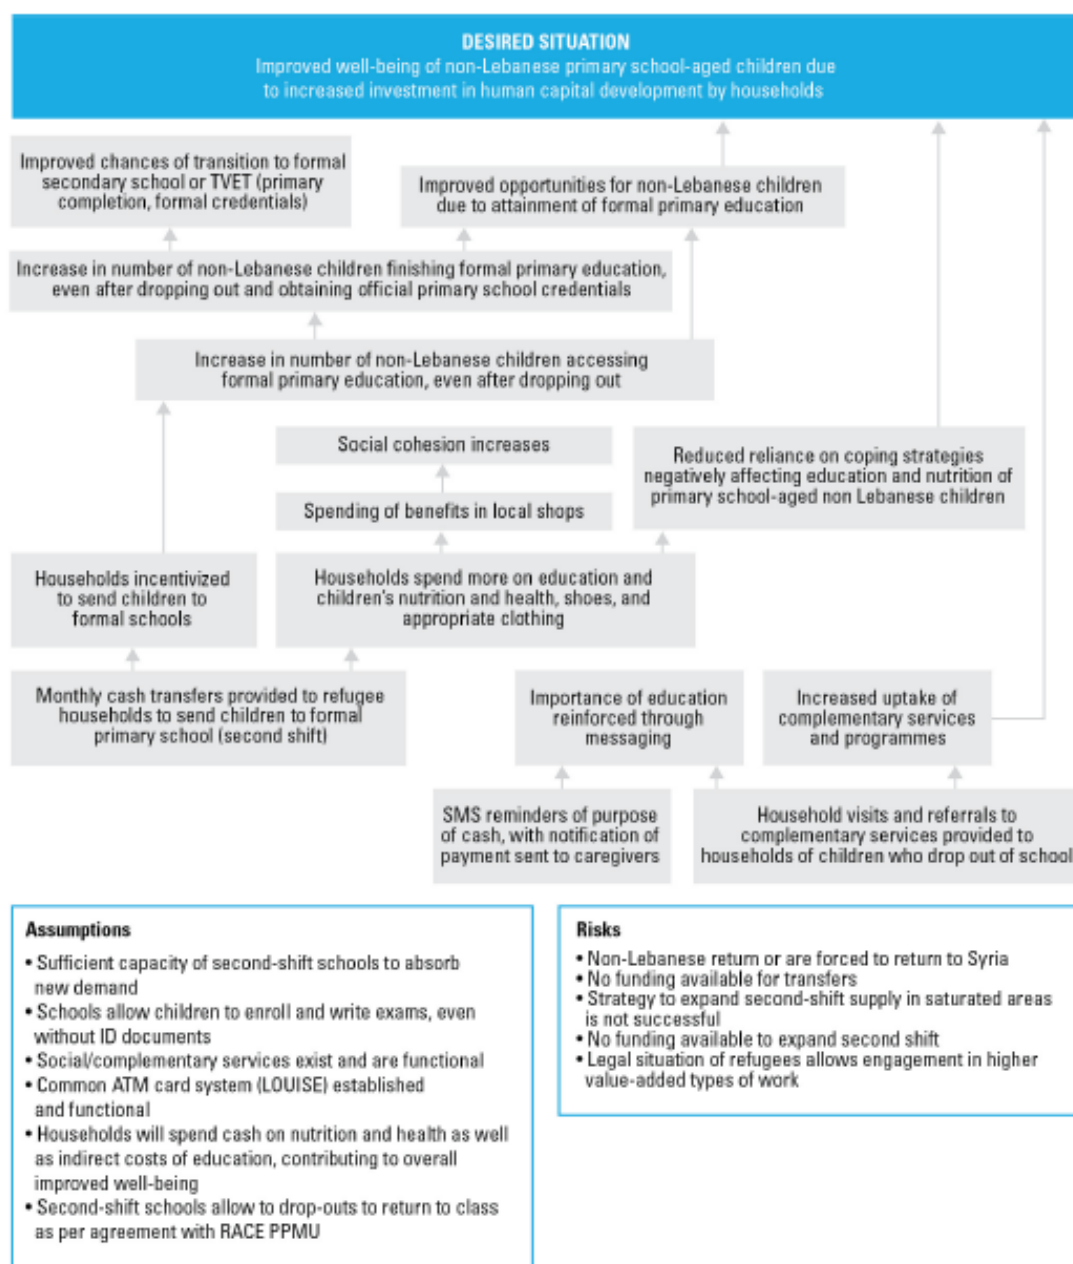 DESIRED SITUATION
Improved well-being of non-Lebanese primary school-aged children due
to increased investment in human capital development by households
Improved chances of transition to formal
secondary school or TVET (primary
completion, formal credentials)
Improved opportunities for non-Lebanese children
due to attainment of formal primary education
Increase in number of non-Lebanese children finishing formal primary education,
even after dropping out and obtaining official primary school credentials
Increase in number of non-Lebanese children accessing
formal primary education, even after dropping out
Social cohesion increases
Reduced reliance on coping strategies
negatively affecting education and nutrition of
primary school-aged non Lebanese children
Spending of benefits in local shops
Households incentivized
to send children to
formal schools
Households spend more on education and
children's nutrition and health, shoes, and
appropriate clothing
Monthly cash transfers provided to refugee
households to send children to formal
primary school (second shift)
Importance of education
reinforced through
messaging
Increased uptake of
complementary services
and programmes
SMS reminders of purpose
of cash, with notification of
payment sent to caregivers
Household visits and referrals to
complementary services provided to
households of children who drop out of school
Assumptions
• Sufficient capacity of second-shift schools to absorb
new demand
• Schools allow children to enroll and write exams, even
without ID documents
• Social/complementary services exist and are functional
• Common ATM card system (LOUISE) established
and functional
• Households will spend cash on nutrition and health as well
as indirect costs of education, contributing to overall
improved well-being
• Second-shift schools allow to drop-outs to return to class
as per agreement with RACE PPMU
Risks
• Non-Lebanese return or are forced to return to Syria
• No funding available for transfers
• Strategy to expand second-shift supply in saturated areas
is not successful
• No funding available to expand second shift
• Legal situation of refugees allows engagement in higher
value-added types of work